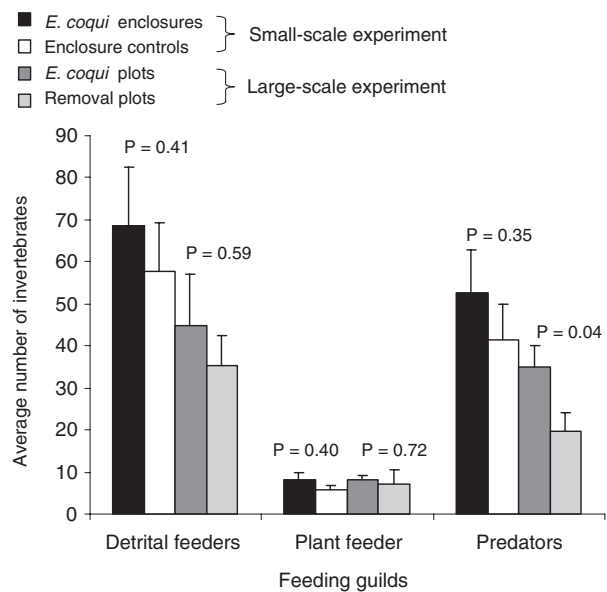 E. coqui enclosures
Enclosure controls
Small-scale experiment
E. coqui plots
Removal plots
Large-scale experiment
Average number of invertebrates
90
80
70
60
50
40
30
20
10
0
P = 0.41
P = 0.59
P = 0.40
P = 0.72
P = 0.35
P = 0.04
Detrital feeders
Plant feeder
Predators
Feeding guilds